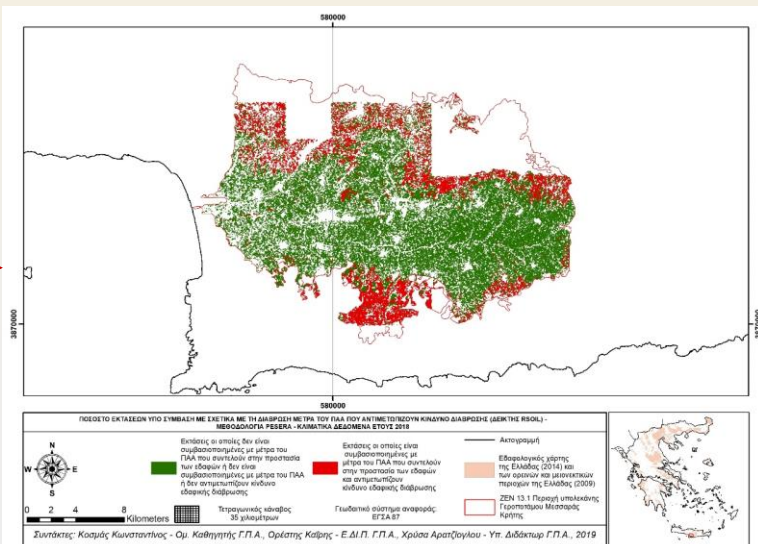 580000
3870000
3870000
580000
ΠΟΣΟΣΤΟ ΕΚΤΑΣΕΩΝ ΥΠΟ ΣΥΜΒΑΣΗ ΜΕ ΣΧΕΤΙΚΑ ΜΕ ΤΗ ΔΙΑΒΡΩΣΗ ΜΕΤΡΑ ΤΟΥ ΠΑΑ ΠΟΥ ΑΝΤΙΜΕΤΩΠΙΖΟΥΝ ΚΙΝΔΥΝΟ ΔΙΑΒΡΩΣΗΣ (ΔΕΙΚΤΗΣ RSOIL) -
ΜΕΘΟΔΟΛΟΓΙΑ PESERA - ΚΛΙΜΑΤΙΚΑ ΔΕΔΟΜΕΝΑ ΕΤΟΥΣ 2018
N
W
E
S
0 2 4 8
Kilometers
Εκτάσεις οι οποίες δεν είναι
συμβασιοποιημένες με μέτρα του
ΠΑΑ που συντελούν στην προστασία
των εδαφών ή δεν είναι
συμβασιοποιημένες με μέτρα του ΠΑΑ
ή δεν αντιμετωπίζουν κίνδυνο
εδαφικής διάβρωσης
Τετραγωνικός κάναβος
35 χιλιομέτρων
Εκτάσεις οι οποίες είναι
συμβασιοποιημένες με
μέτρα του ΠΑΑ που συντελούν
στην προστασία των εδαφών
και αντιμετωπίζουν
κίνδυνο εδαφικής διάβρωσης
Γεωδαιτικό σύστημα αναφοράς:
ΕΓΣΑ 87
Ακτογραμμή
Εδαφολογικός χάρτης
της Ελλάδας (2014) και
των ορεινών και μειονεκτικών
περιοχών της Ελλάδας (2009)
ΖΕΝ 13.1 Περιοχή υπολεκάνης
Γεροποτάμου Μεσσαράς
Κρήτης
Συντάκτες: Κοσμάς Κωνσταντίνος - Ομ. Καθηγητής Γ.Π.Α., Ορέστης Καΐρης - Ε.ΔΙ.Π. Γ.Π.Α., Χρύσα Αρατζίογλου - Υπ. Διδάκτωρ Γ.Π.Α., 2019